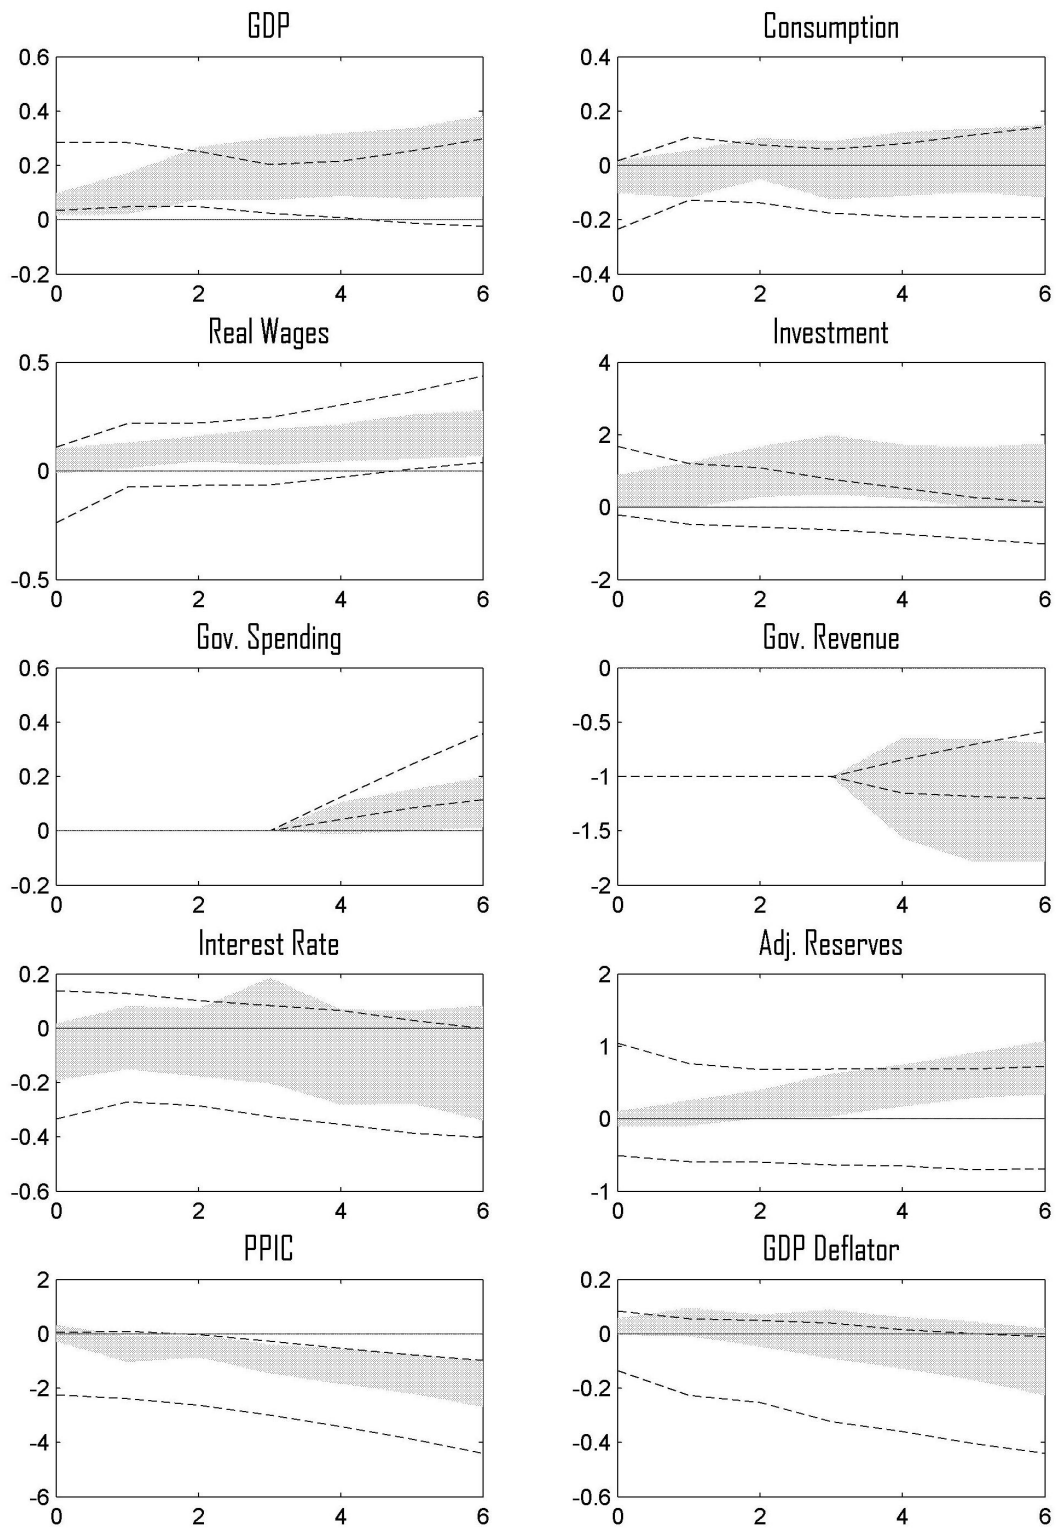 GDP
0.6
0.4
0.2
0
-0.2
0 2 4 6
Consumption
0.4
0.2
0
-0.2
-0.4
0 2 4 6
Real Wages
0.5
0
-0.5
0 2 4 6
Investment
4
2
0
-2
0 2 4 6
Gov. Spending
0.6
0.4
0.2
0
-0.2
0 2 4 6
Gov. Revenue
0
-0.5
-1
-1.5
-2
0 2 4 6
Interest Rate
0.2
0
-0.2
-0.4
-0.6
0 2 4 6
Adj. Reserves
2
1
0
-1
0 2 4 6
PPIC
2
0
-2
-4
-6
0 2 4 6
GDP Deflator
0.2
0
-0.2
-0.4
-0.6
0 2 4 6